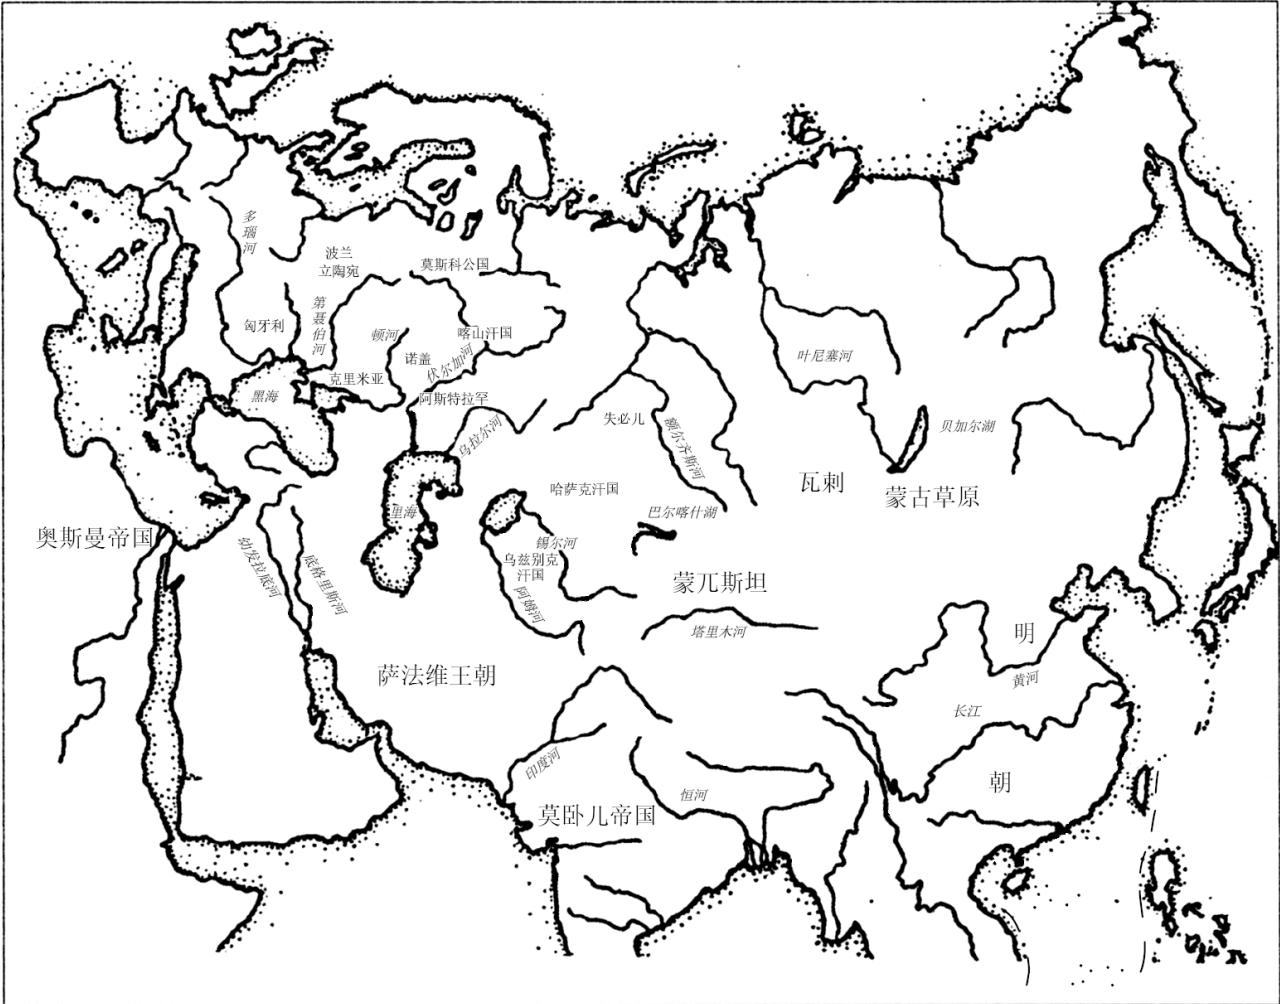 多瑙河
波兰
立陶宛
莫斯科公国
第聂伯河
匈牙利
顿河
喀山汗国
诺盖
伏尔加河
叶尼塞河
克里米亚
黑海
阿斯特拉罕
失必儿
额尔齐斯河
贝加尔湖
乌拉尔河
瓦剌
蒙古草原
哈萨克汗国
里海
巴尔喀什湖
奥斯曼帝国
锡尔河
乌兹别克
汗国
幼发拉底河
底格里斯河
蒙兀斯坦
阿姆河
塔里木河
明
萨法维王朝
黄河
长江
印度河
恒河
朝
莫卧儿帝国